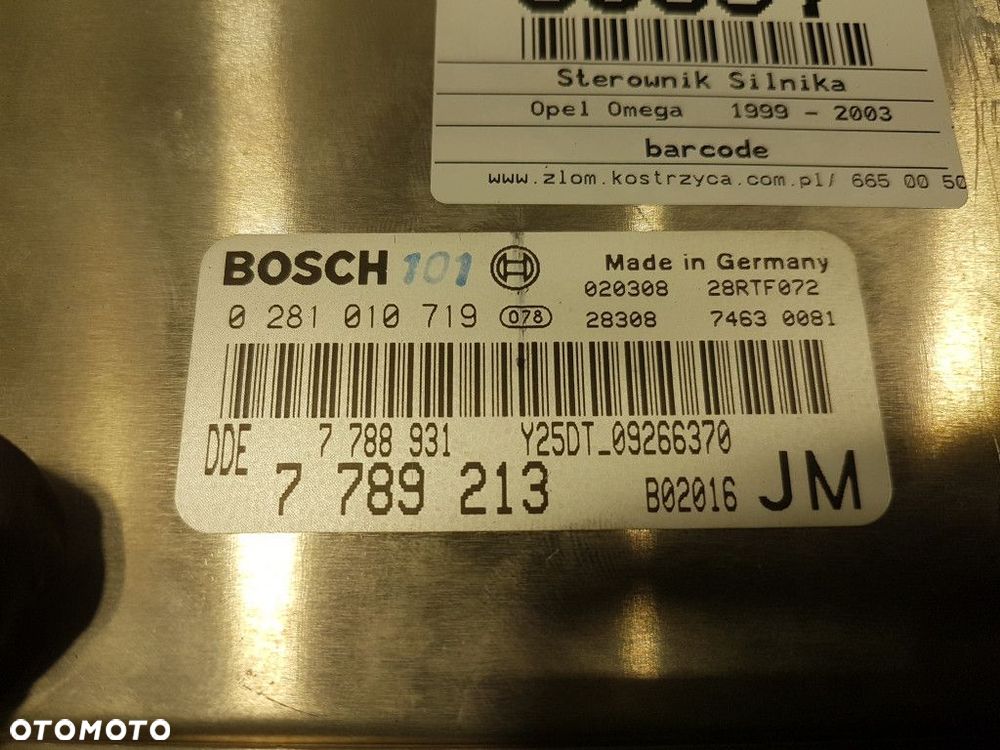 Sterownik Silnika
Opel Omega 1999 - 2003
barcode
www.zlom.kostrzyca.com.pl/ 665 00 50
BOSCH 101 Made in Germany
020308 28RTF072
0 281 010 719 078 28308 7463 0081
DDE 7 788 931 Y25DT_09266370
7 789 213 B02016 JM
OTOMOTO